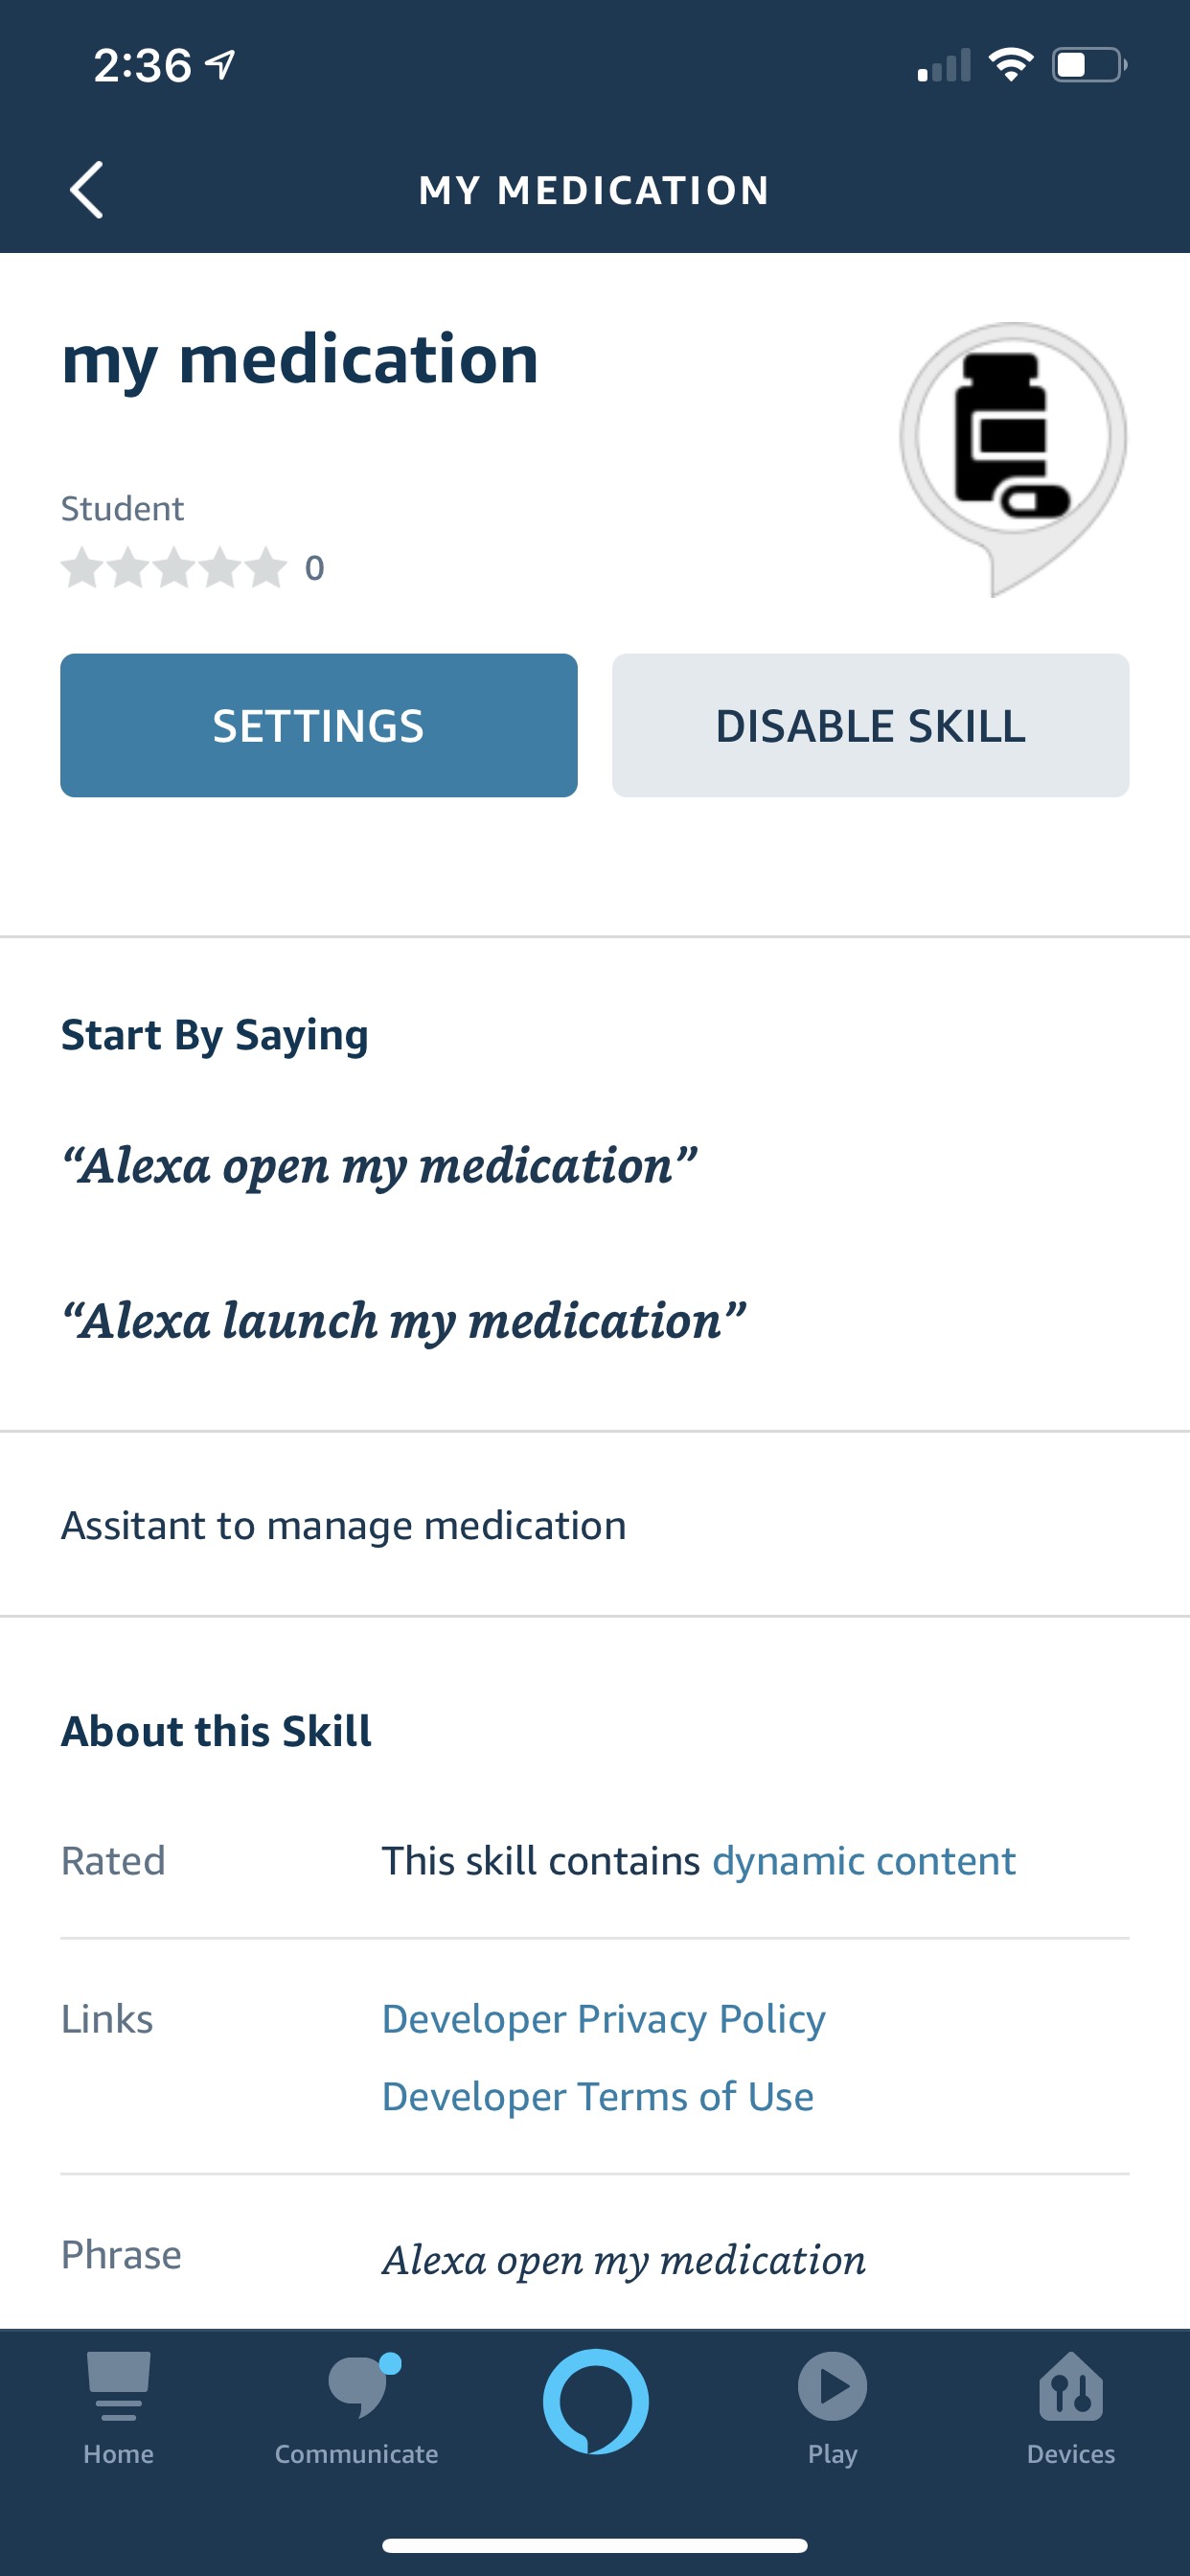 2:36
MY MEDICATION
my medication
Student
0
SETTINGS
DISABLE SKILL
Start By Saying
“Alexa open my medication”
“Alexa launch my medication”
Assitant to manage medication
About this Skill
Rated
This skill contains dynamic content
Links
Developer Privacy Policy
Developer Terms of Use
Phrase
Alexa open my medication
Home
Communicate
Play
Devices